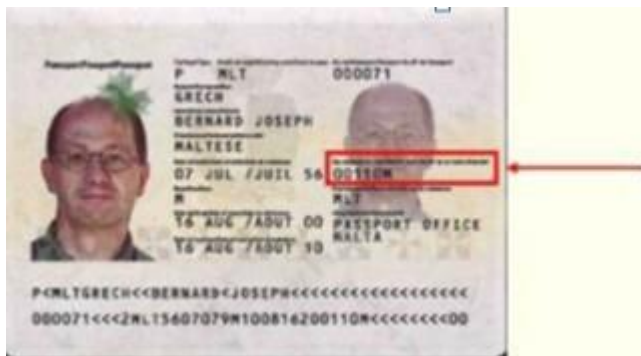 P MLT 000071
GRECH
BERNARD JOSEPH
MALTESE
07 JUL /JUIL 56 00110M
M MLT
16 AUG /AOUT 00 PASSPORT OFFICE
MALTA
16 AUG /AOUT 10
P<MLTGRECH<<BERNARD<JOSEPH<<<<<<<<<<<<<<<<<<
000071<<<2MLT5607079M100816200110M<<<<<<<<00